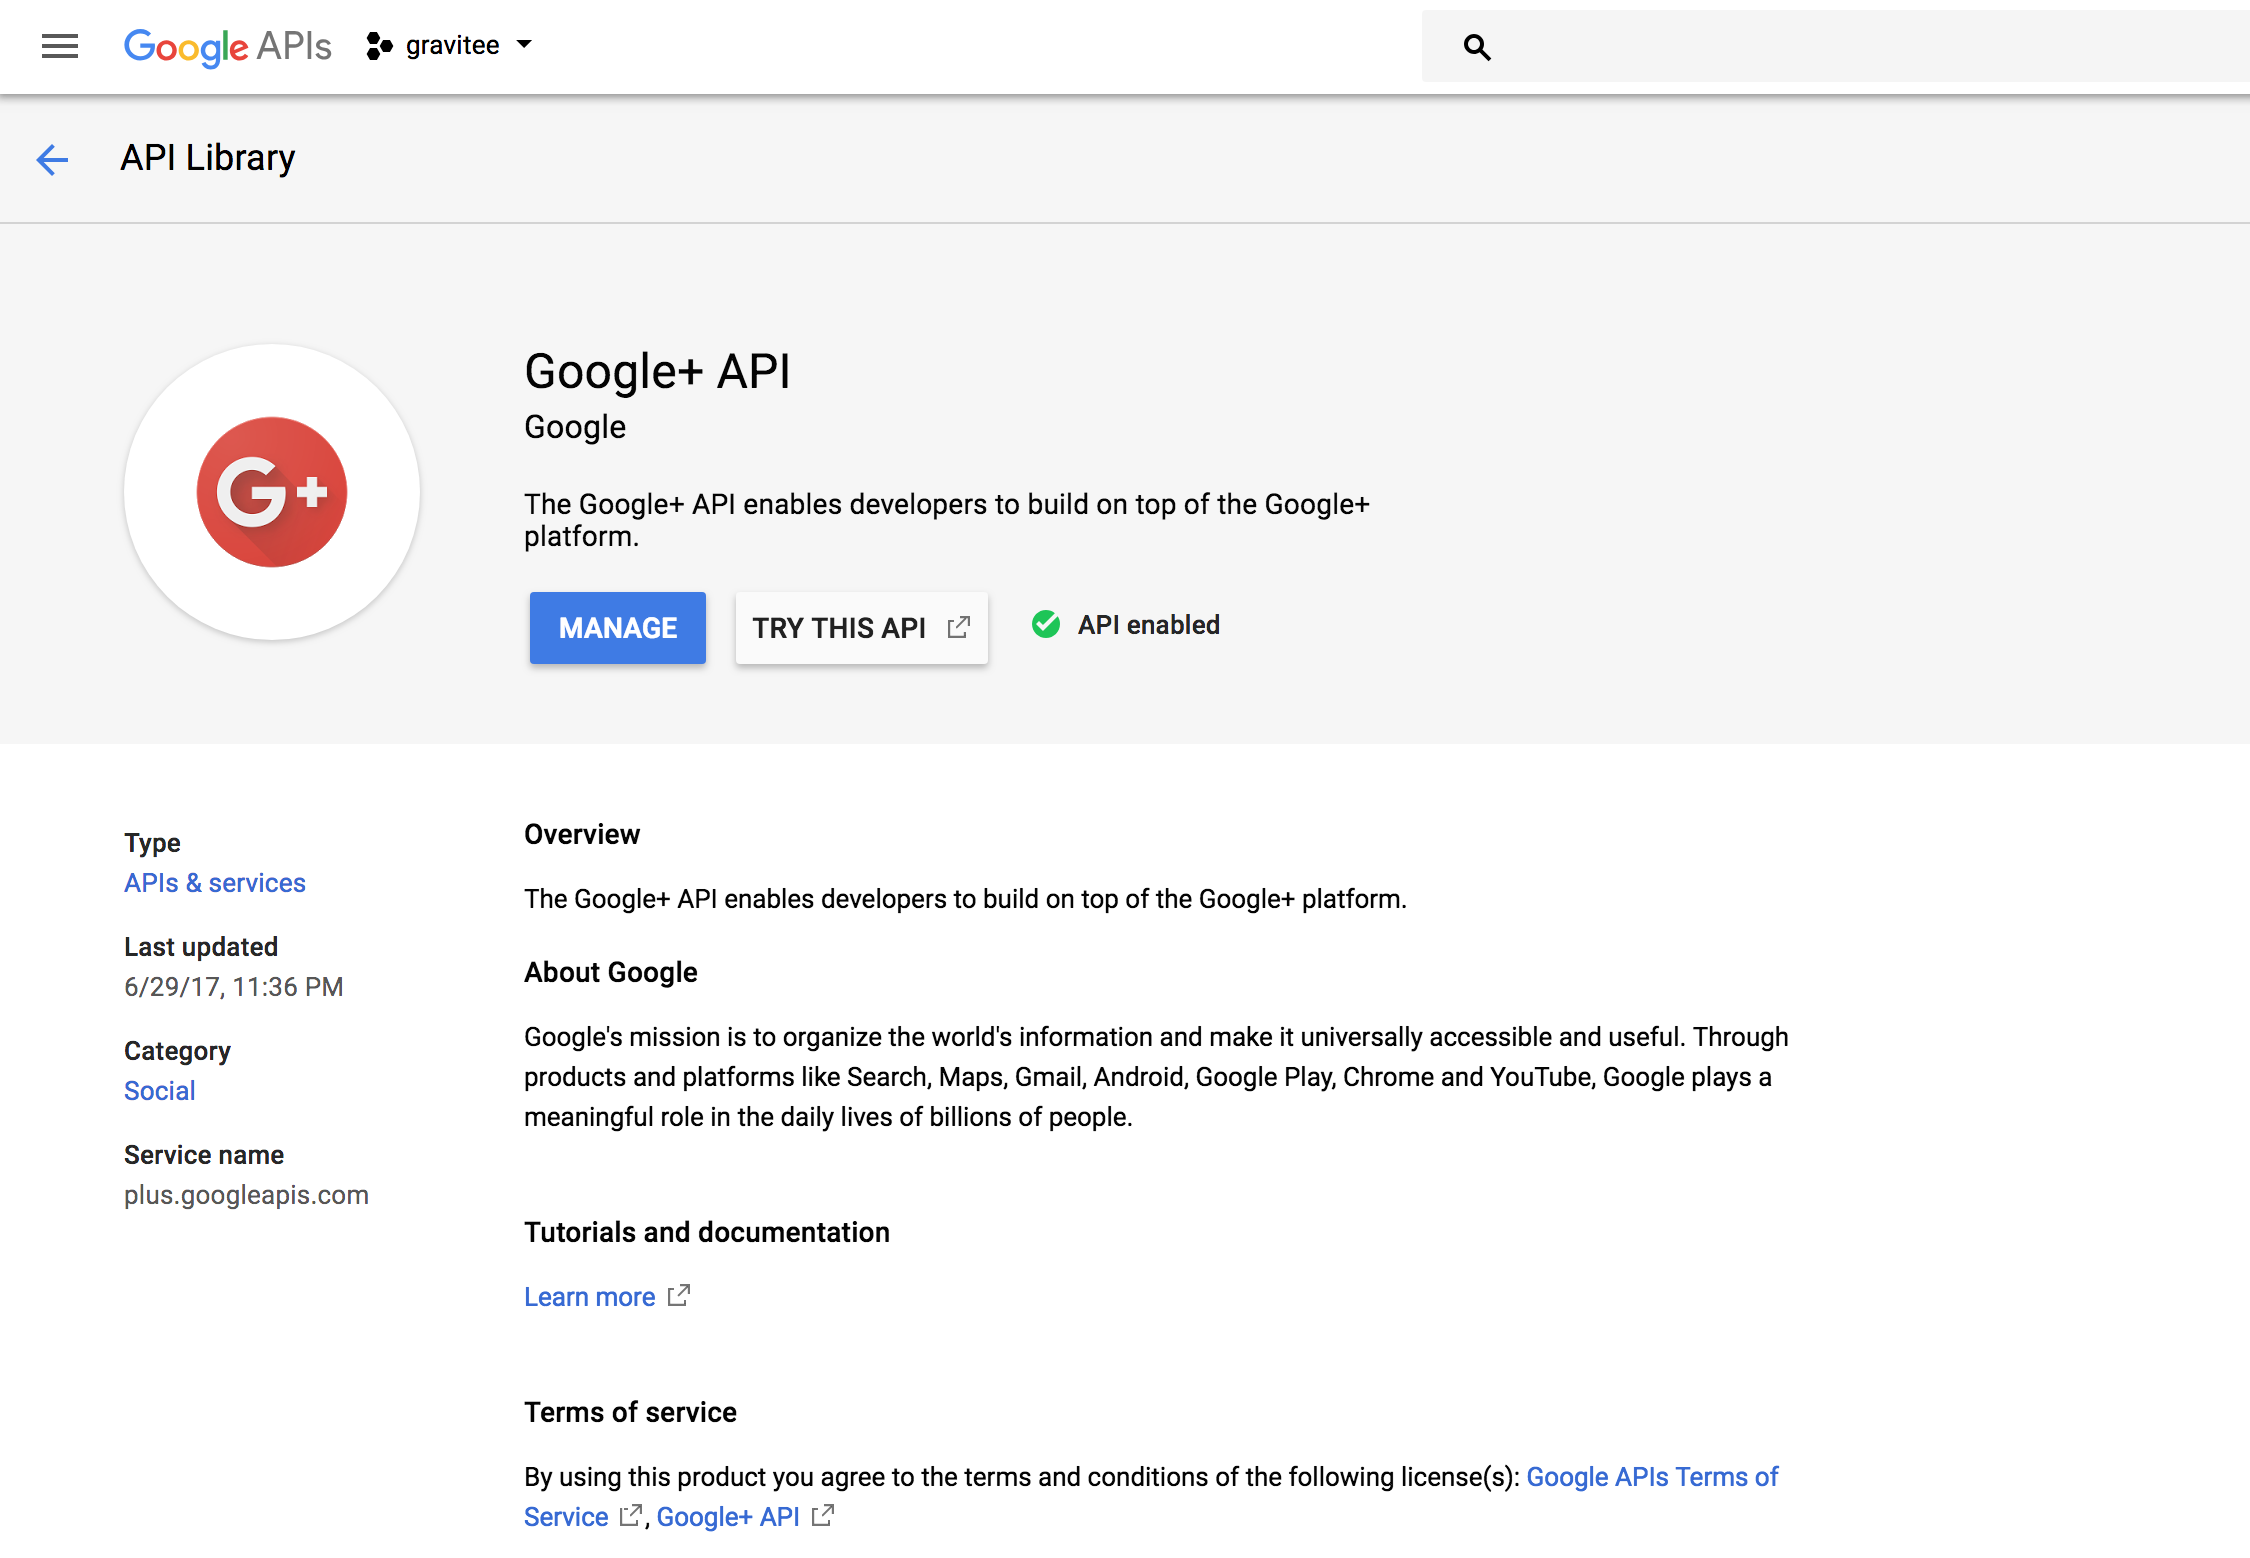 Google APIs gravitee
API Library
G+
Google+ API
Google
The Google+ API enables developers to build on top of the Google+
platform.
MANAGE TRY THIS API API enabled
Type
APIs & services
Last updated
6/29/17, 11:36 PM
Category
Social
Service name
plus.googleapis.com
Overview
The Google+ API enables developers to build on top of the Google+ platform.
About Google
Google's mission is to organize the world's information and make it universally accessible and useful. Through
products and platforms like Search, Maps, Gmail, Android, Google Play, Chrome and YouTube, Google plays a
meaningful role in the daily lives of billions of people.
Tutorials and documentation
Learn more
Terms of service
By using this product you agree to the terms and conditions of the following license(s): Google APIs Terms of
Service , Google+ API